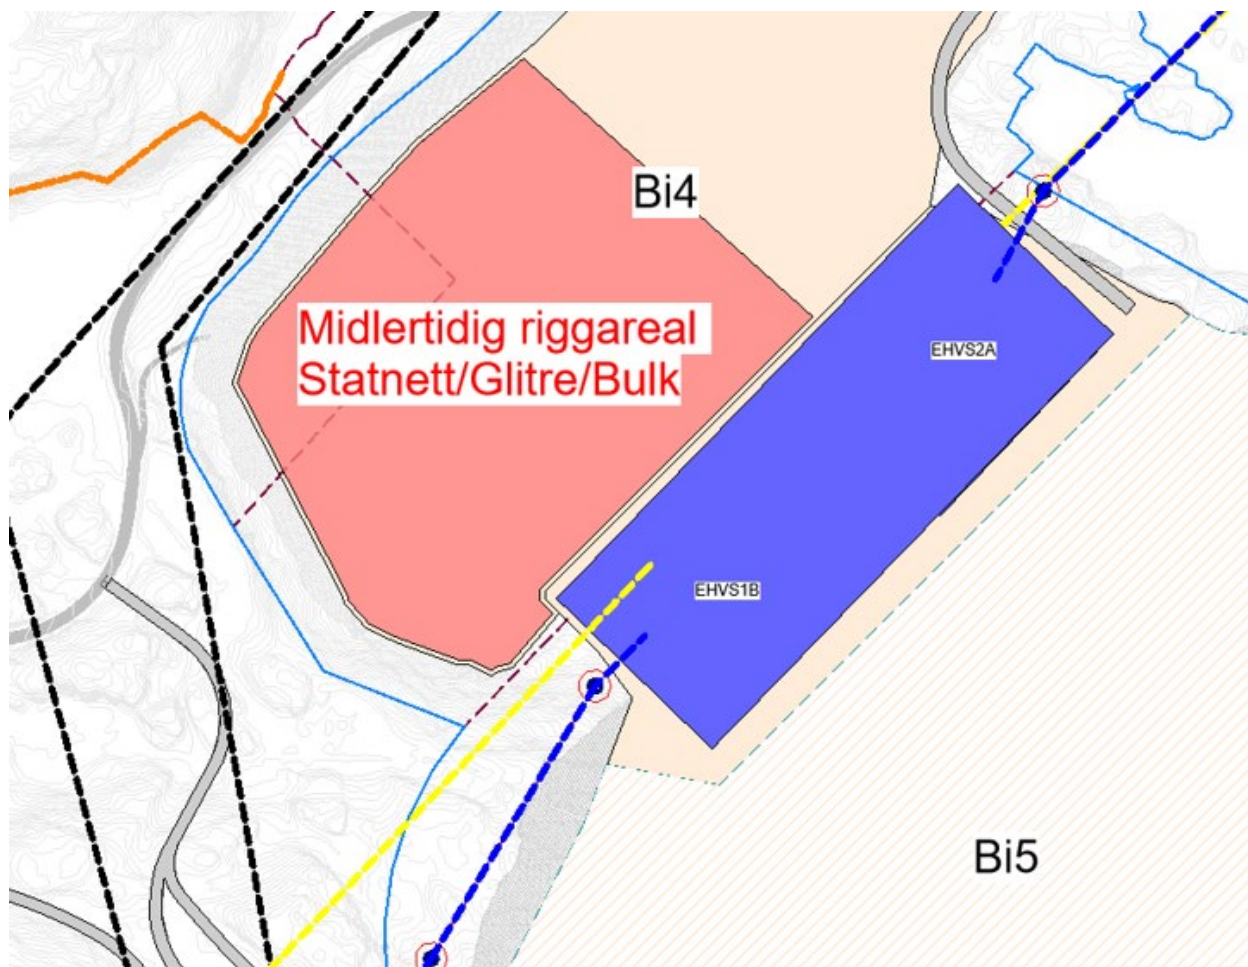 Bi4
Midlertidig riggareal
Statnett/Glitre/Bulk
EHVS2A
EHVS1B
Bi5